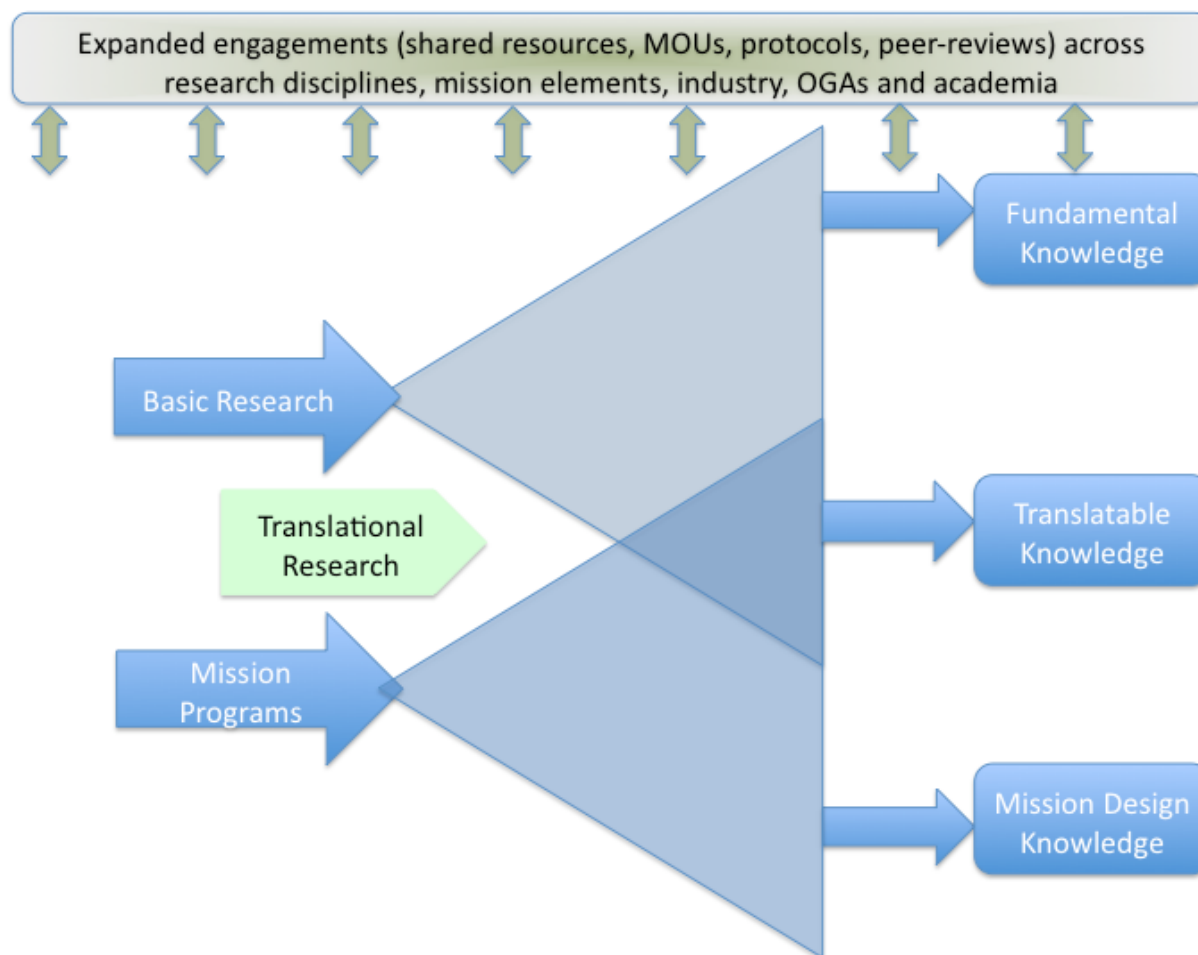 Expanded engagements (shared resources, MOUs, protocols, peer-reviews) across
research disciplines, mission elements, industry, OGAs and academia
Fundamental
Knowledge
Basic Research
Translational
Research
Translatable
Knowledge
Mission
Programs
Mission Design
Knowledge